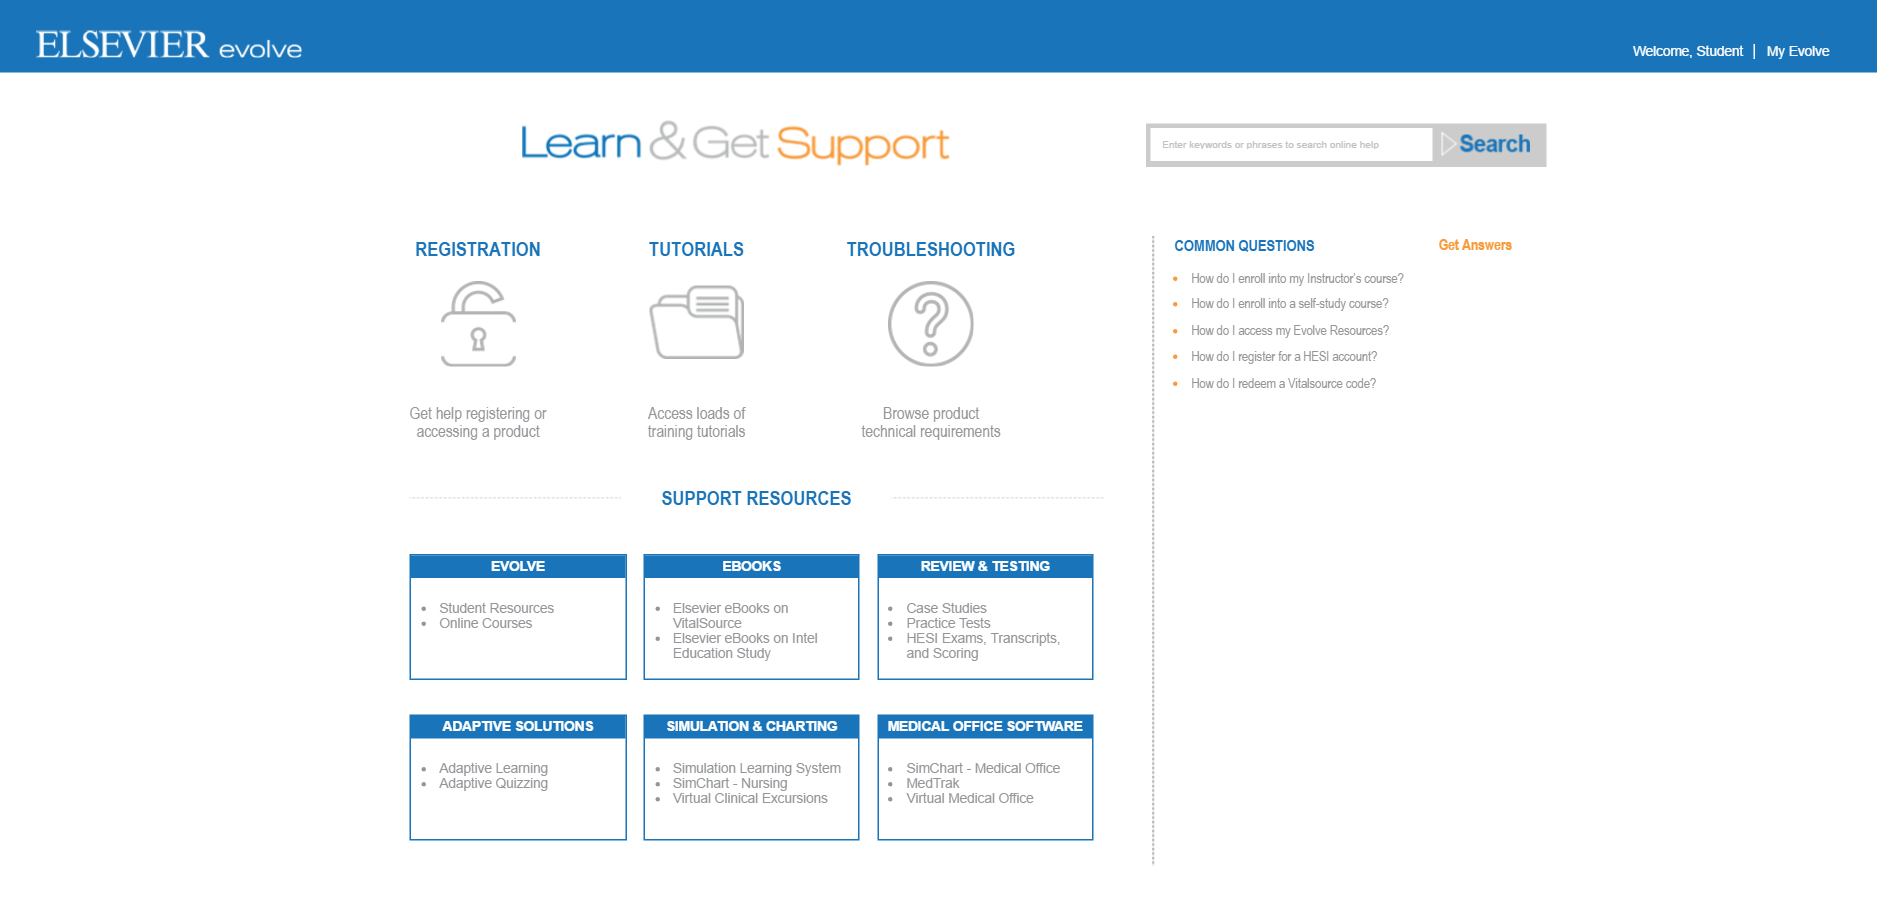 ELSEVIER evolve
Welcome, Student | My Evolve
Learn & Get Support
Enter keywords or phrases to search online help
Search
REGISTRATION
Get help registering or
accessing a product
TUTORIALS
Access loads of
training tutorials
TROUBLESHOOTING
Browse product
technical requirements
COMMON QUESTIONS
Get Answers
• How do I enroll into my Instructor's course?
• How do I enroll into a self-study course?
• How do I access my Evolve Resources?
• How do I register for a HESI account?
• How do I redeem a Vitalsource code?
SUPPORT RESOURCES
EVOLVE
• Student Resources
• Online Courses
EBOOKS
• Elsevier eBooks on
VitalSource
• Elsevier eBooks on Intel
Education Study
REVIEW & TESTING
• Case Studies
• Practice Tests
• HESI Exams, Transcripts,
and Scoring
ADAPTIVE SOLUTIONS
• Adaptive Learning
• Adaptive Quizzing
SIMULATION & CHARTING
• Simulation Learning System
• SimChart - Nursing
• Virtual Clinical Excursions
MEDICAL OFFICE SOFTWARE
• SimChart - Medical Office
• MedTrak
• Virtual Medical Office